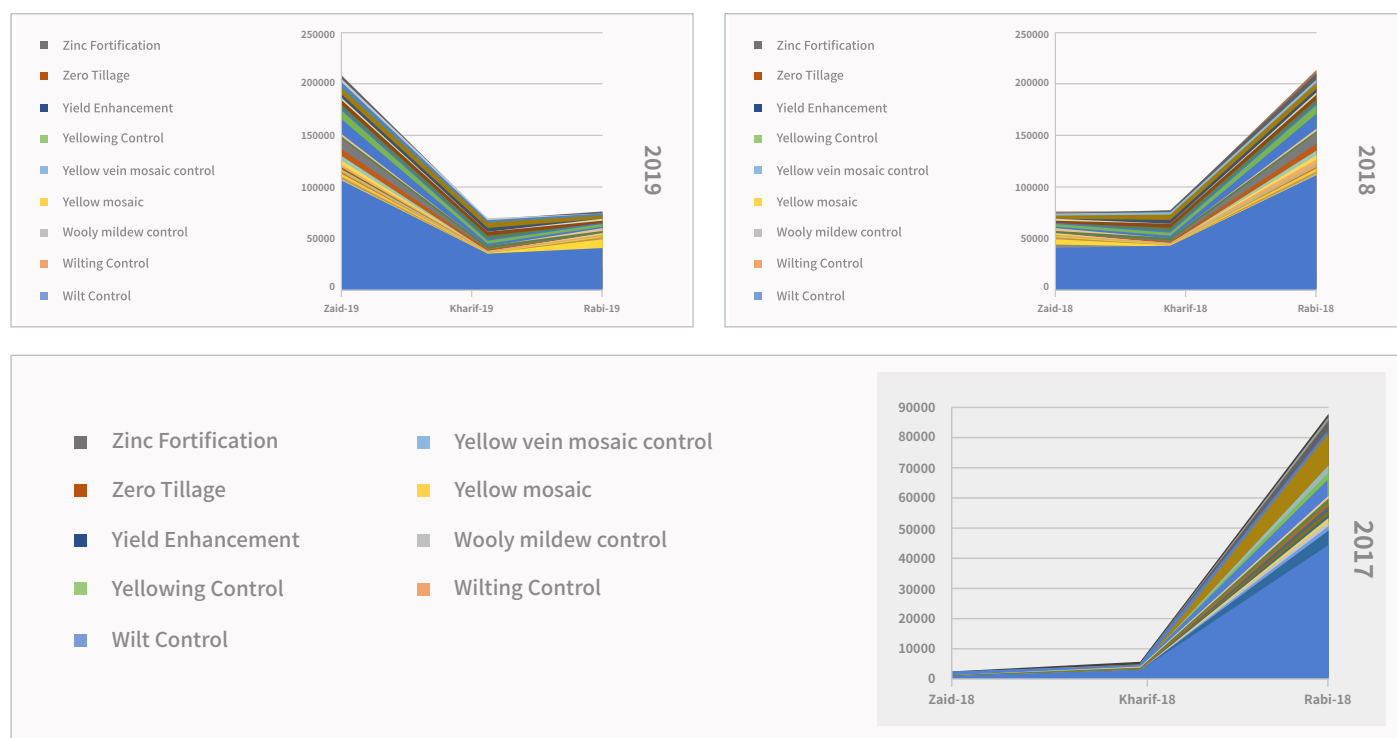 Zinc Fortification
Zero Tillage
Yield Enhancement
Yellowing Control
Yellow vein mosaic control
Yellow mosaic
Wooly mildew control
Wilting Control
Wilt Control
250000
200000
150000
100000
50000
0
Zaid-19 Kharif-19 Rabi-19
2019
Zinc Fortification
Zero Tillage
Yield Enhancement
Yellowing Control
Yellow vein mosaic control
Yellow mosaic
Wooly mildew control
Wilting Control
Wilt Control
250000
200000
150000
100000
50000
0
Zaid-18 Kharif-18 Rabi-18
2018
Zinc Fortification
Zero Tillage
Yield Enhancement
Yellowing Control
Wilt Control
Yellow vein mosaic control
Yellow mosaic
Wooly mildew control
Wilting Control
90000
80000
70000
60000
50000
40000
30000
20000
10000
0
Zaid-18 Kharif-18 Rabi-18
2017